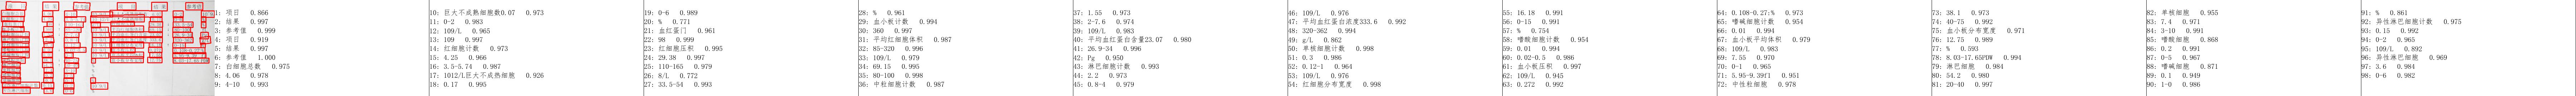 1: 项目 0.866
2: 结果 0.997
3: 参考值 0.999
4: 项目 0.919
5: 结果 0.997
6: 参考值 1.000
7: 白细胞总数 0.975
8: 4.06 0.978
9: 4-10 0.993
10: 巨大不成熟细胞数0.07 0.973
11: 0-2 0.983
12: 109/L 0.965
13: 109 0.997
14: 红细胞计数 0.973
15: 4.25 0.966
16: 3.5-5.74 0.987
17: 1012/L巨大不成熟细胞 0.926
18: 0.17 0.995
19: 0-6 0.989
20: % 0.771
21: 血红蛋门 0.961
22: 98 0.999
23: 红细胞压积 0.995
24: 29.38 0.997
25: 110-165 0.979
26: 8/L 0.772
27: 33.5-54 0.993
28: % 0.961
29: 血小板计数 0.994
30: 360 0.997
31: 平均红细胞体积 0.987
32: 85-320 0.996
33: 109/L 0.979
34: 69.15 0.995
35: 80-100 0.998
36: 中粒细胞计数 0.987
37: 1.55 0.973
38: 2-7.6 0.974
39: 109/L 0.983
40: 平均血红蛋白含量23.07 0.980
41: 26.9-34 0.996
42: Pg 0.950
43: 淋巴细胞计数 0.993
44: 2.2 0.973
45: 0.8-4 0.979
46: 109/L 0.976
47: 平均血红蛋白浓度333.6 0.992
48: 320-362 0.994
49: g/L 0.862
50: 单核细胞计数 0.998
51: 0.3 0.986
52: 0.12-1 0.964
53: 109/L 0.976
54: 红细胞分布宽度 0.998
55: 16.18 0.991
56: 0-15 0.991
57: % 0.754
58: 嗜酸细胞计数 0.954
59: 0.01 0.994
60: 0.02-0.5 0.986
61: 血小板压积 0.997
62: 109/L 0.945
63: 0.272 0.992
64: 0.108-0.27:% 0.973
65: 嗜碱细胞计数 0.954
66: 0.01 0.994
67: 血小板平均体积 0.979
68: 109/L 0.983
69: 7.55 0.970
70: 0-1 0.965
71: 5.95-9.39fI 0.951
72: 中性粒细 0.978
73: 38.1 0.973
74: 40-75 0.992
75: 血小板分布宽度 0.971
76: 12.75 0.989
77: % 0.593
78: 8.03-17.65PDW 0.994
79: 淋巴细胞 0.984
80: 54.2 0.980
81: 20-40 0.997
82: 单核细胞 0.955
83: 7.4 0.971
84: 3-10 0.991
85: 嗜酸细胞 0.868
86: 0.2 0.991
87: 0-5 0.967
88: 嗜碱细胞 0.871
89: 0.1 0.949
90: 1-0 0.986
91: % 0.861
92: 异性淋巴细胞计数 0.975
93: 0.15 0.992
94: 0-2 0.965
95: 109/L 0.892
96: 异性淋巴细胞 0.969
97: 3.6 0.984
98: 0-6 0.982